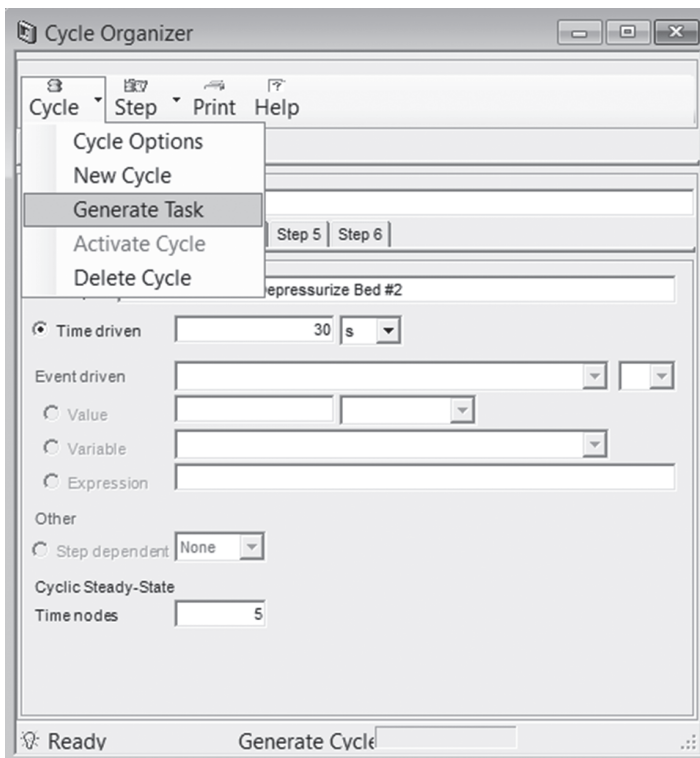 Cycle Organizer
Cycle Step Print Help
Cycle Options
New Cycle
Generate Task
Activate Cycle
Delete Cycle
Step 5 Step 6
epressurize Bed #2
Time driven 30 s
Event driven
Value
Variable
Expression
Other
Step dependent None
Cyclic Steady-State
Time nodes 5
Ready Generate Cycle